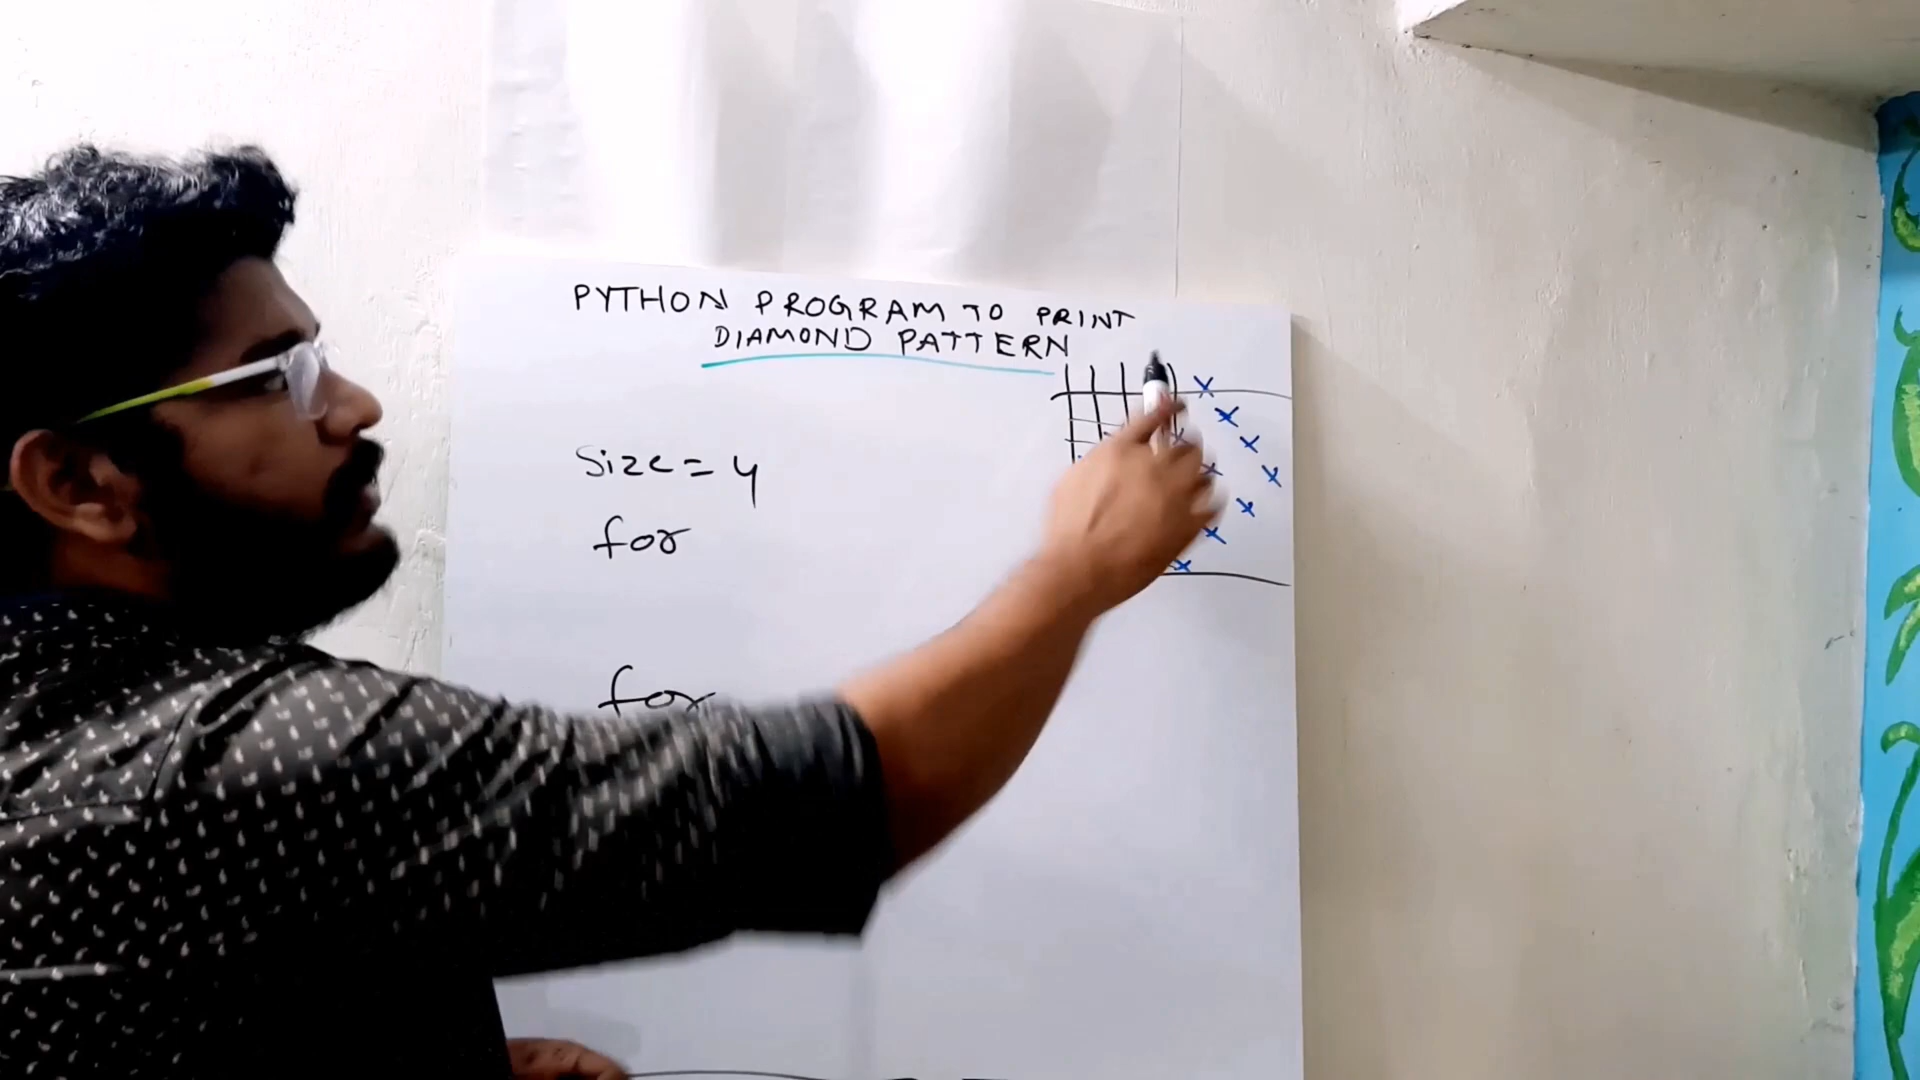 PYTHON PROGRAM TO PRINT
DIAMOND PATTERN
Size = 4
for
for